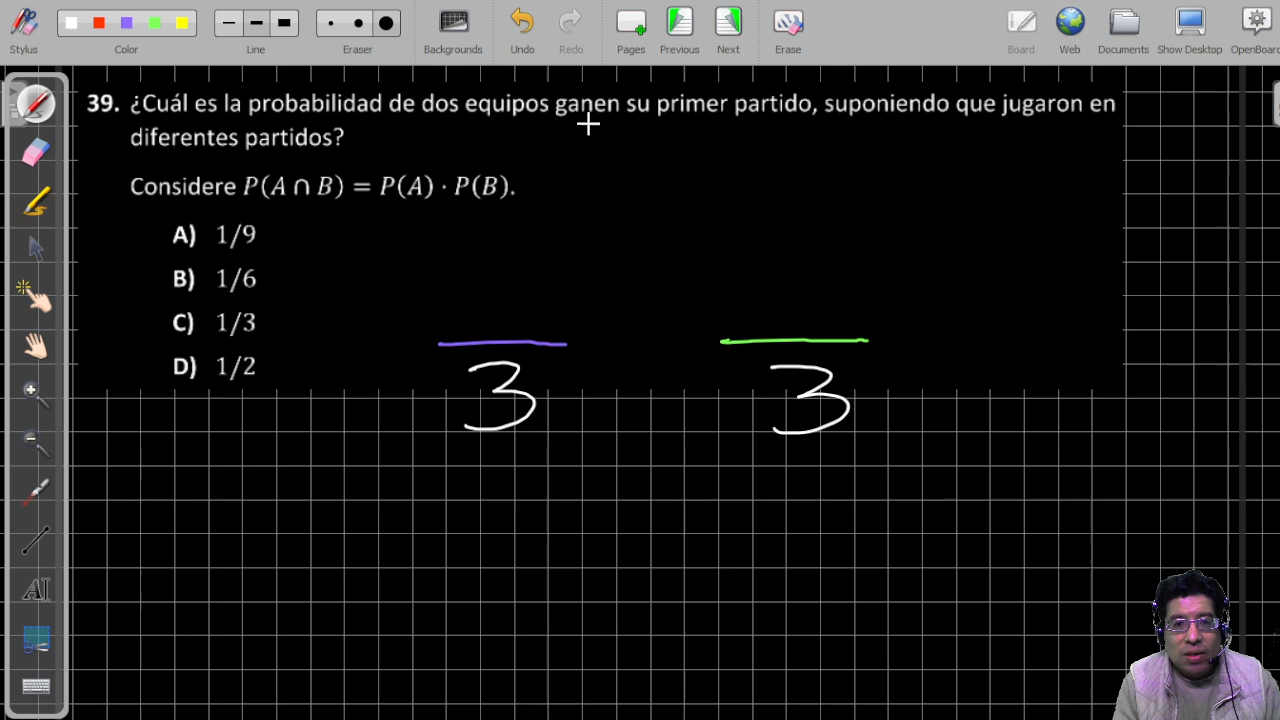 Stylus
Color
Line
Eraser
Backgrounds
Undo
Redo
Pages
Previous
Next
Erase
Board
Web
Documents
Show Desktop
OpenBoard
39. ¿Cuál es la probabilidad de dos equipos ganen su primer partido, suponiendo que jugaron en
diferentes partidos?
Considere P(A ∩ B) = P(A) · P(B).
A) 1/9
B) 1/6
C) 1/3
D) 1/2
3 3
AI